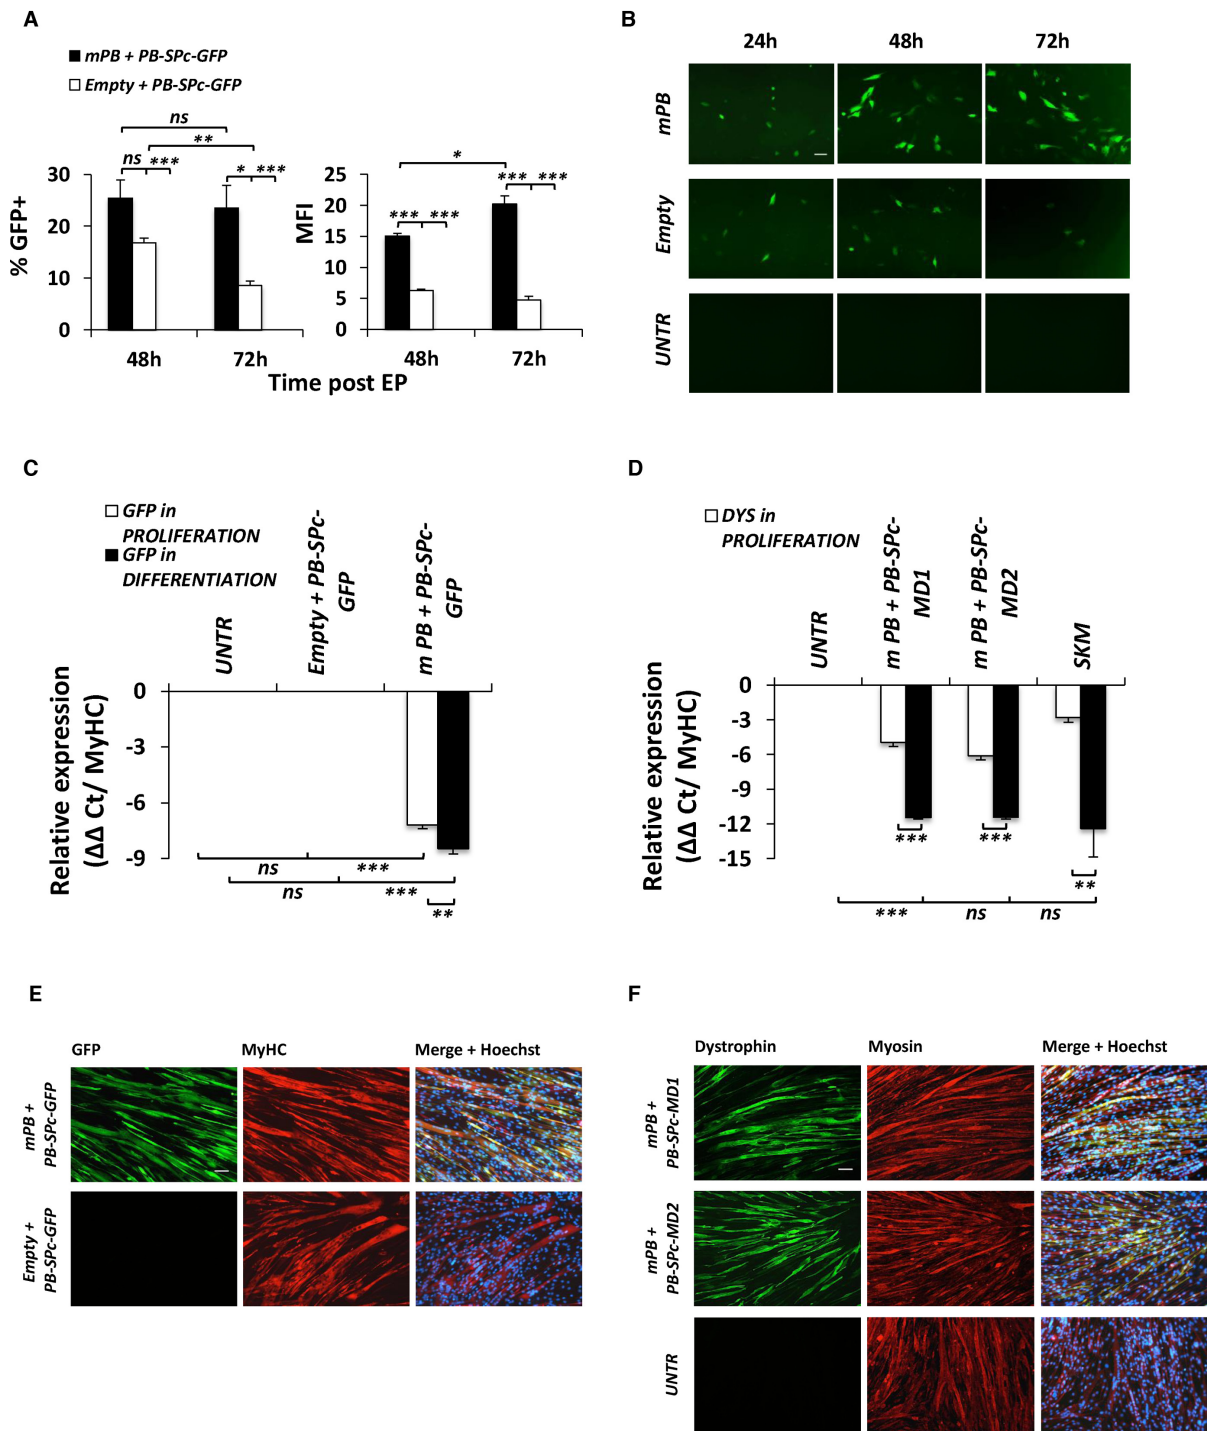 A
mPB + PB-SPc-GFP
Empty + PB-SPc-GFP
ns
**
ns ***
* ***
30
20
10
0
% GFP+
48h 72h
*
*** ***
*** ***
25
20
15
10
5
0
MFI
48h 72h
Time post EP
B
24h 48h 72h
mPB
Empty
UNTR
C
GFP in
PROLIFERATION
GFP in
DIFFERENTIATION
UNTR
Empty + PB-SPc-
GFP
m PB + PB-SPc-
GFP
Relative expression
(ΔΔ Ct/ MyHC)
0
-3
-6
-9
ns ***
ns ***
**
D
DYS in
PROLIFERATION
UNTR
m PB + PB-SPc-
MD1
m PB + PB-SPc-
MD2
SKM
Relative expression
(ΔΔ Ct/ MyHC)
0
-3
-6
-9
-12
-15
*** ***
**
*** ns ns
E
GFP MyHC Merge + Hoechst
mPB +
PB-SPc-GFP
Empty +
PB-SPc-GFP
F
Dystrophin Myosin Merge + Hoechst
mPB +
PB-SPc-MD1
mPB +
PB-SPc-MD2
UNTR